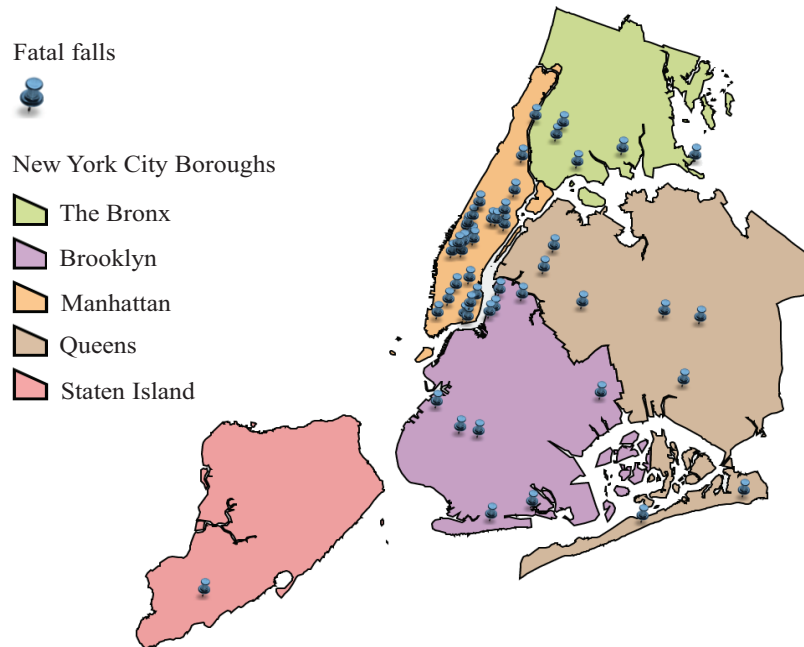 Fatal falls
New York City Boroughs
The Bronx
Brooklyn
Manhattan
Queens
Staten Island